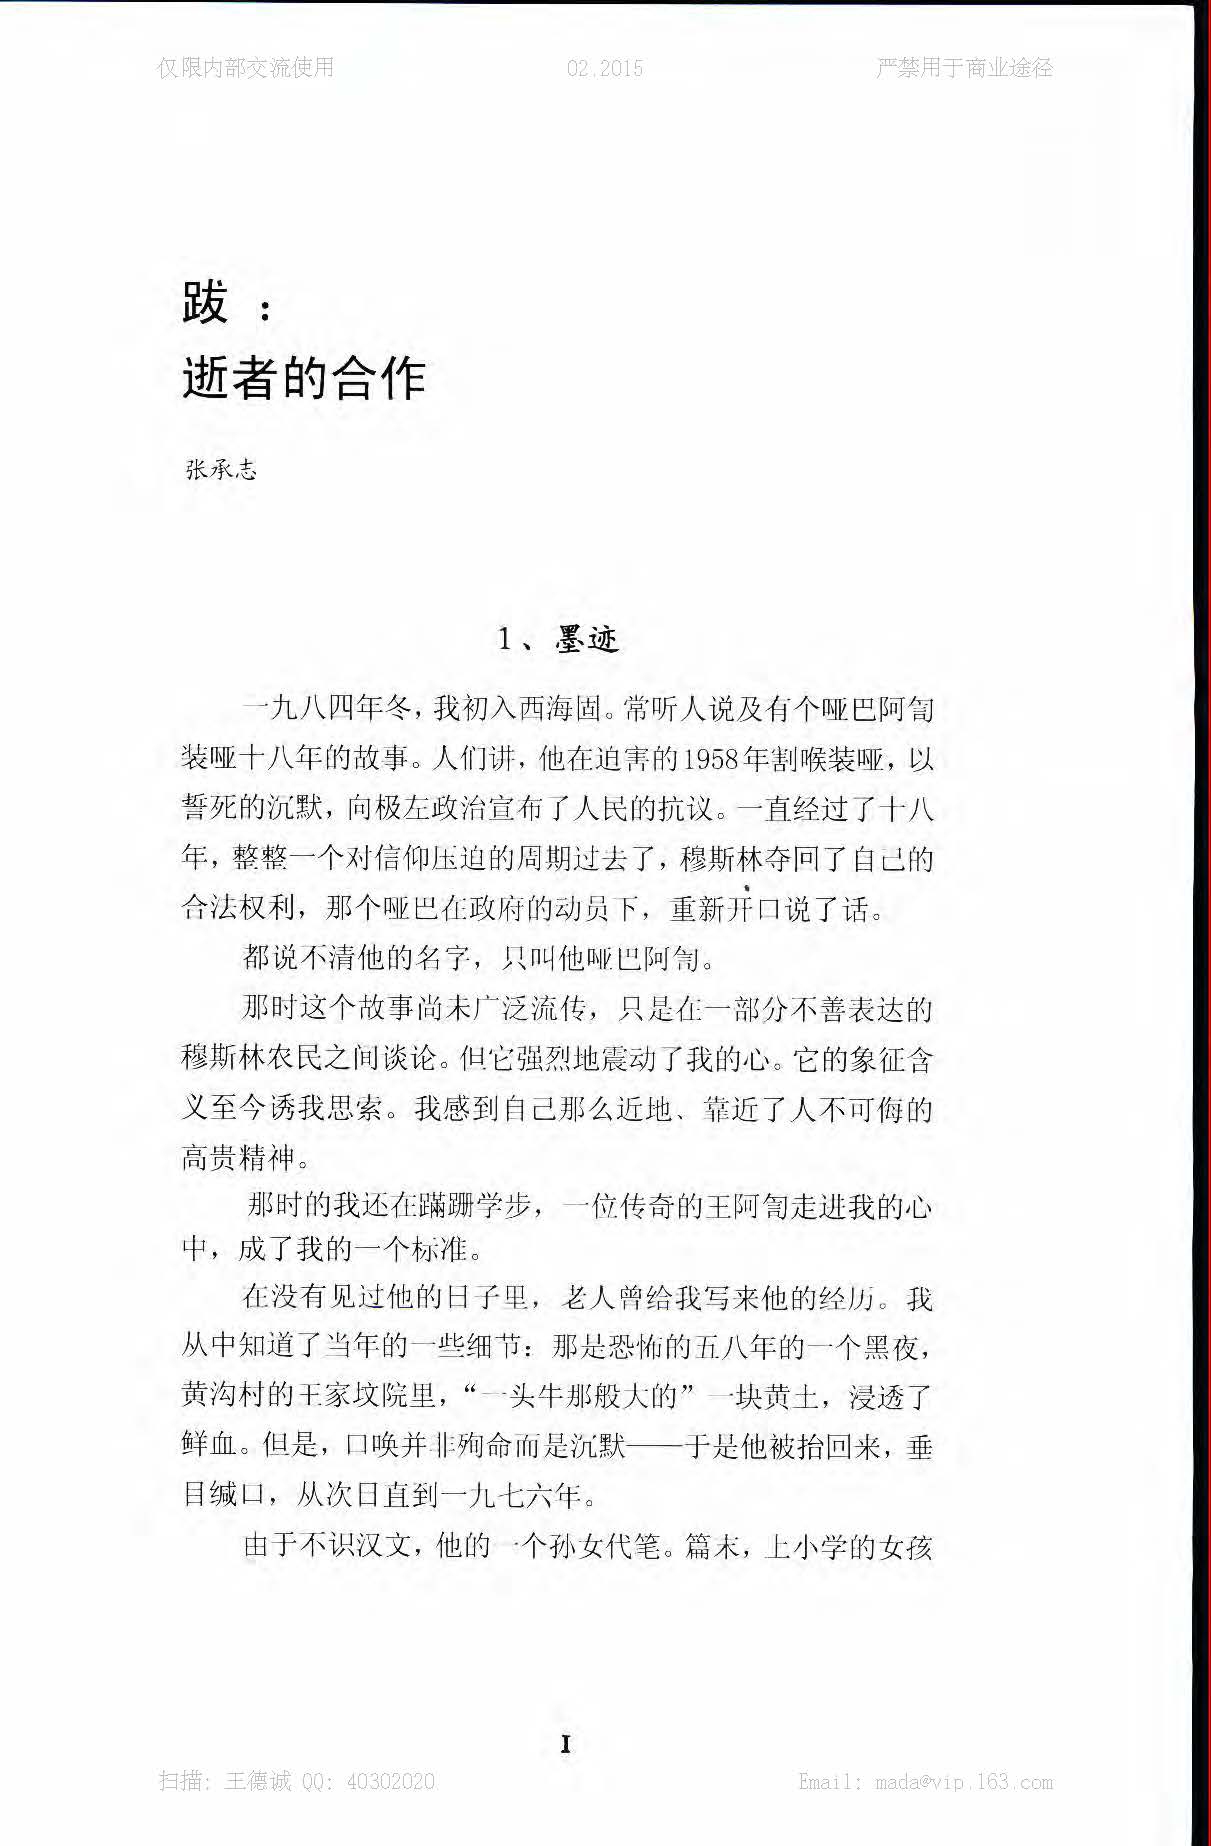 仅限内部交流使用 02.2015 严禁用于商业途径
跋：
逝者的合作
张承志
1、墨迹
一九八四年冬，我初入西海固。常听人说及有个哑巴阿訇
装哑十八年的故事。人们讲，他在迫害的1958年割喉装哑，以
誓死的沉默，向极左政治宣布了人民的抗议。一直经过了十八
年，整整一个对信仰压迫的周期过去了，穆斯林夺回了自己的
合法权利，那个哑巴在政府的动员下，重新开口说了话。
都说不清他的名字，只叫他哑巴阿訇。
那时这个故事尚未广泛流传，只是在一部分不善表达的
穆斯林农民之间谈论。但它强烈地震动了我的心。它的象征含
义至今诱我思索。我感到自己那么近地、靠近了人不可侮的
高贵精神。
那时的我还在蹒跚学步，一位传奇的王阿訇走进我的心
中，成了我的一个标准。
在没有见过他的日子里，老人曾给我写来他的经历。我
从中知道了当年的一些细节：那是恐怖的五八年的一个黑夜，
黄沟村的王家坟院里，“一头牛那般大的”一块黄土，浸透了
鲜血。但是，口唤并非殉命而是沉默——于是他被抬回来，垂
目缄口，从次日直到一九七六年。
由于不识汉文，他的一个孙女代笔。篇末，上小学的女孩
I
扫描: 王德诚 QQ: 40302020 Email: mada@vip.163.com